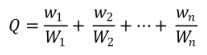 Q = w₁/W₁ + w₂/W₂ + ⋯ + wₙ/Wₙ